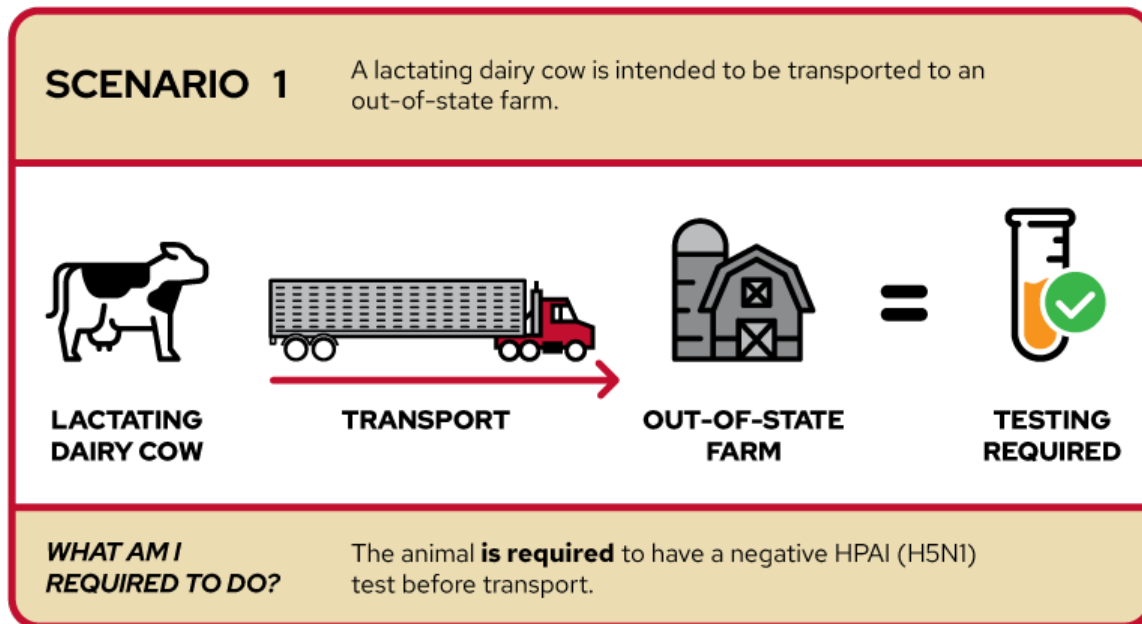 SCENARIO 1
A lactating dairy cow is intended to be transported to an
out-of-state farm.
LACTATING
DAIRY COW
TRANSPORT
OUT-OF-STATE
FARM
TESTING
REQUIRED
WHAT AM I
REQUIRED TO DO?
The animal is required to have a negative HPAI (H5N1)
test before transport.